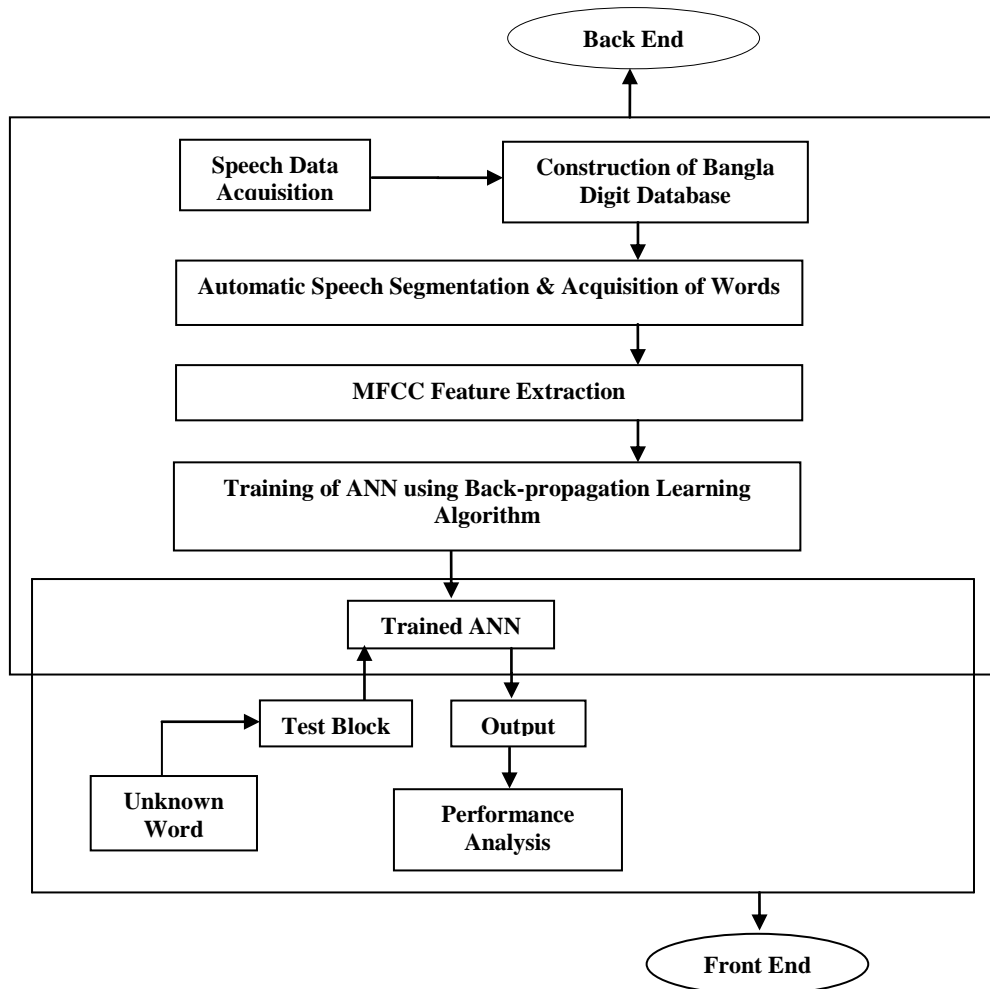 Back End
Speech Data
Acquisition
Construction of Bangla
Digit Database
Automatic Speech Segmentation & Acquisition of Words
MFCC Feature Extraction
Training of ANN using Back-propagation Learning
Algorithm
Trained ANN
Test Block
Output
Unknown
Word
Performance
Analysis
Front End